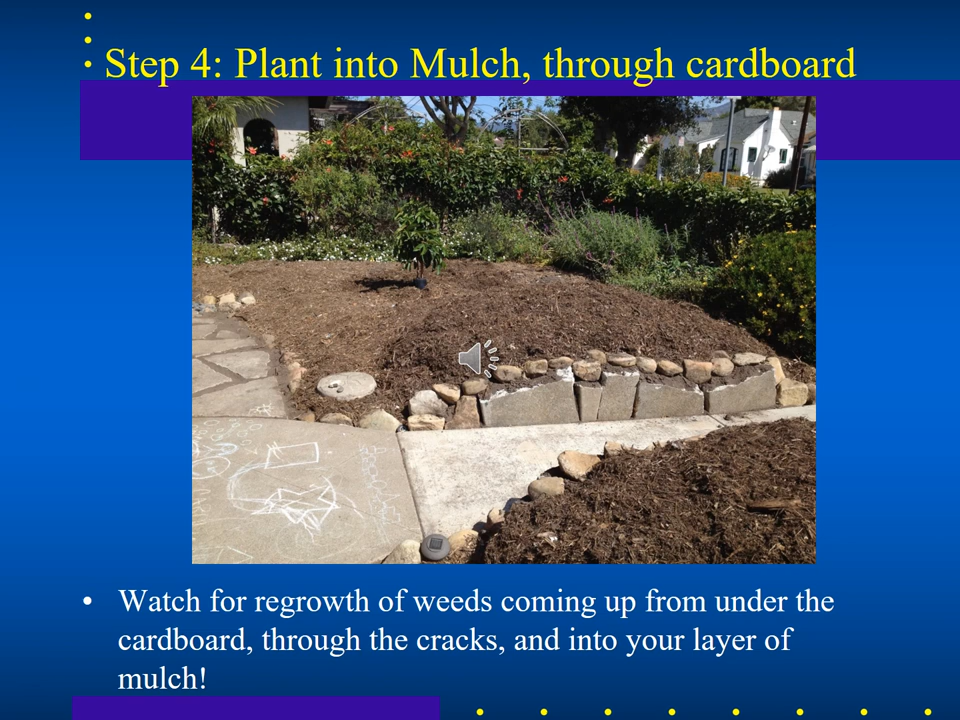 Step 4: Plant into Mulch, through cardboard
• Watch for regrowth of weeds coming up from under the
cardboard, through the cracks, and into your layer of
mulch!